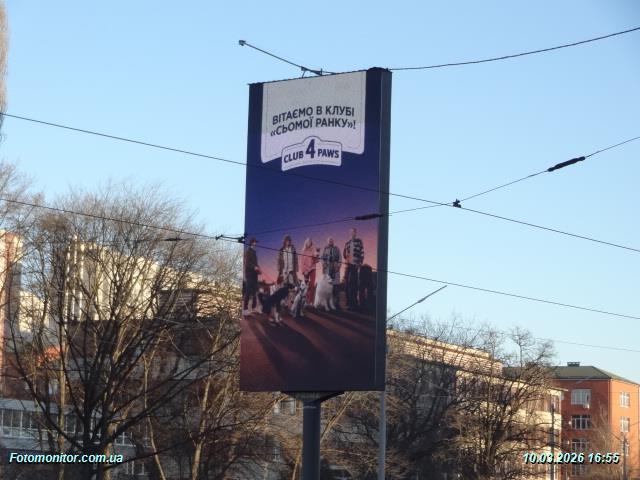 ВІТАЄМО В КЛУБІ
«СЬОМОЇ РАНКУ»!
CLUB 4 PAWS
Fotomonitor.com.ua
10.03.2026 16:55